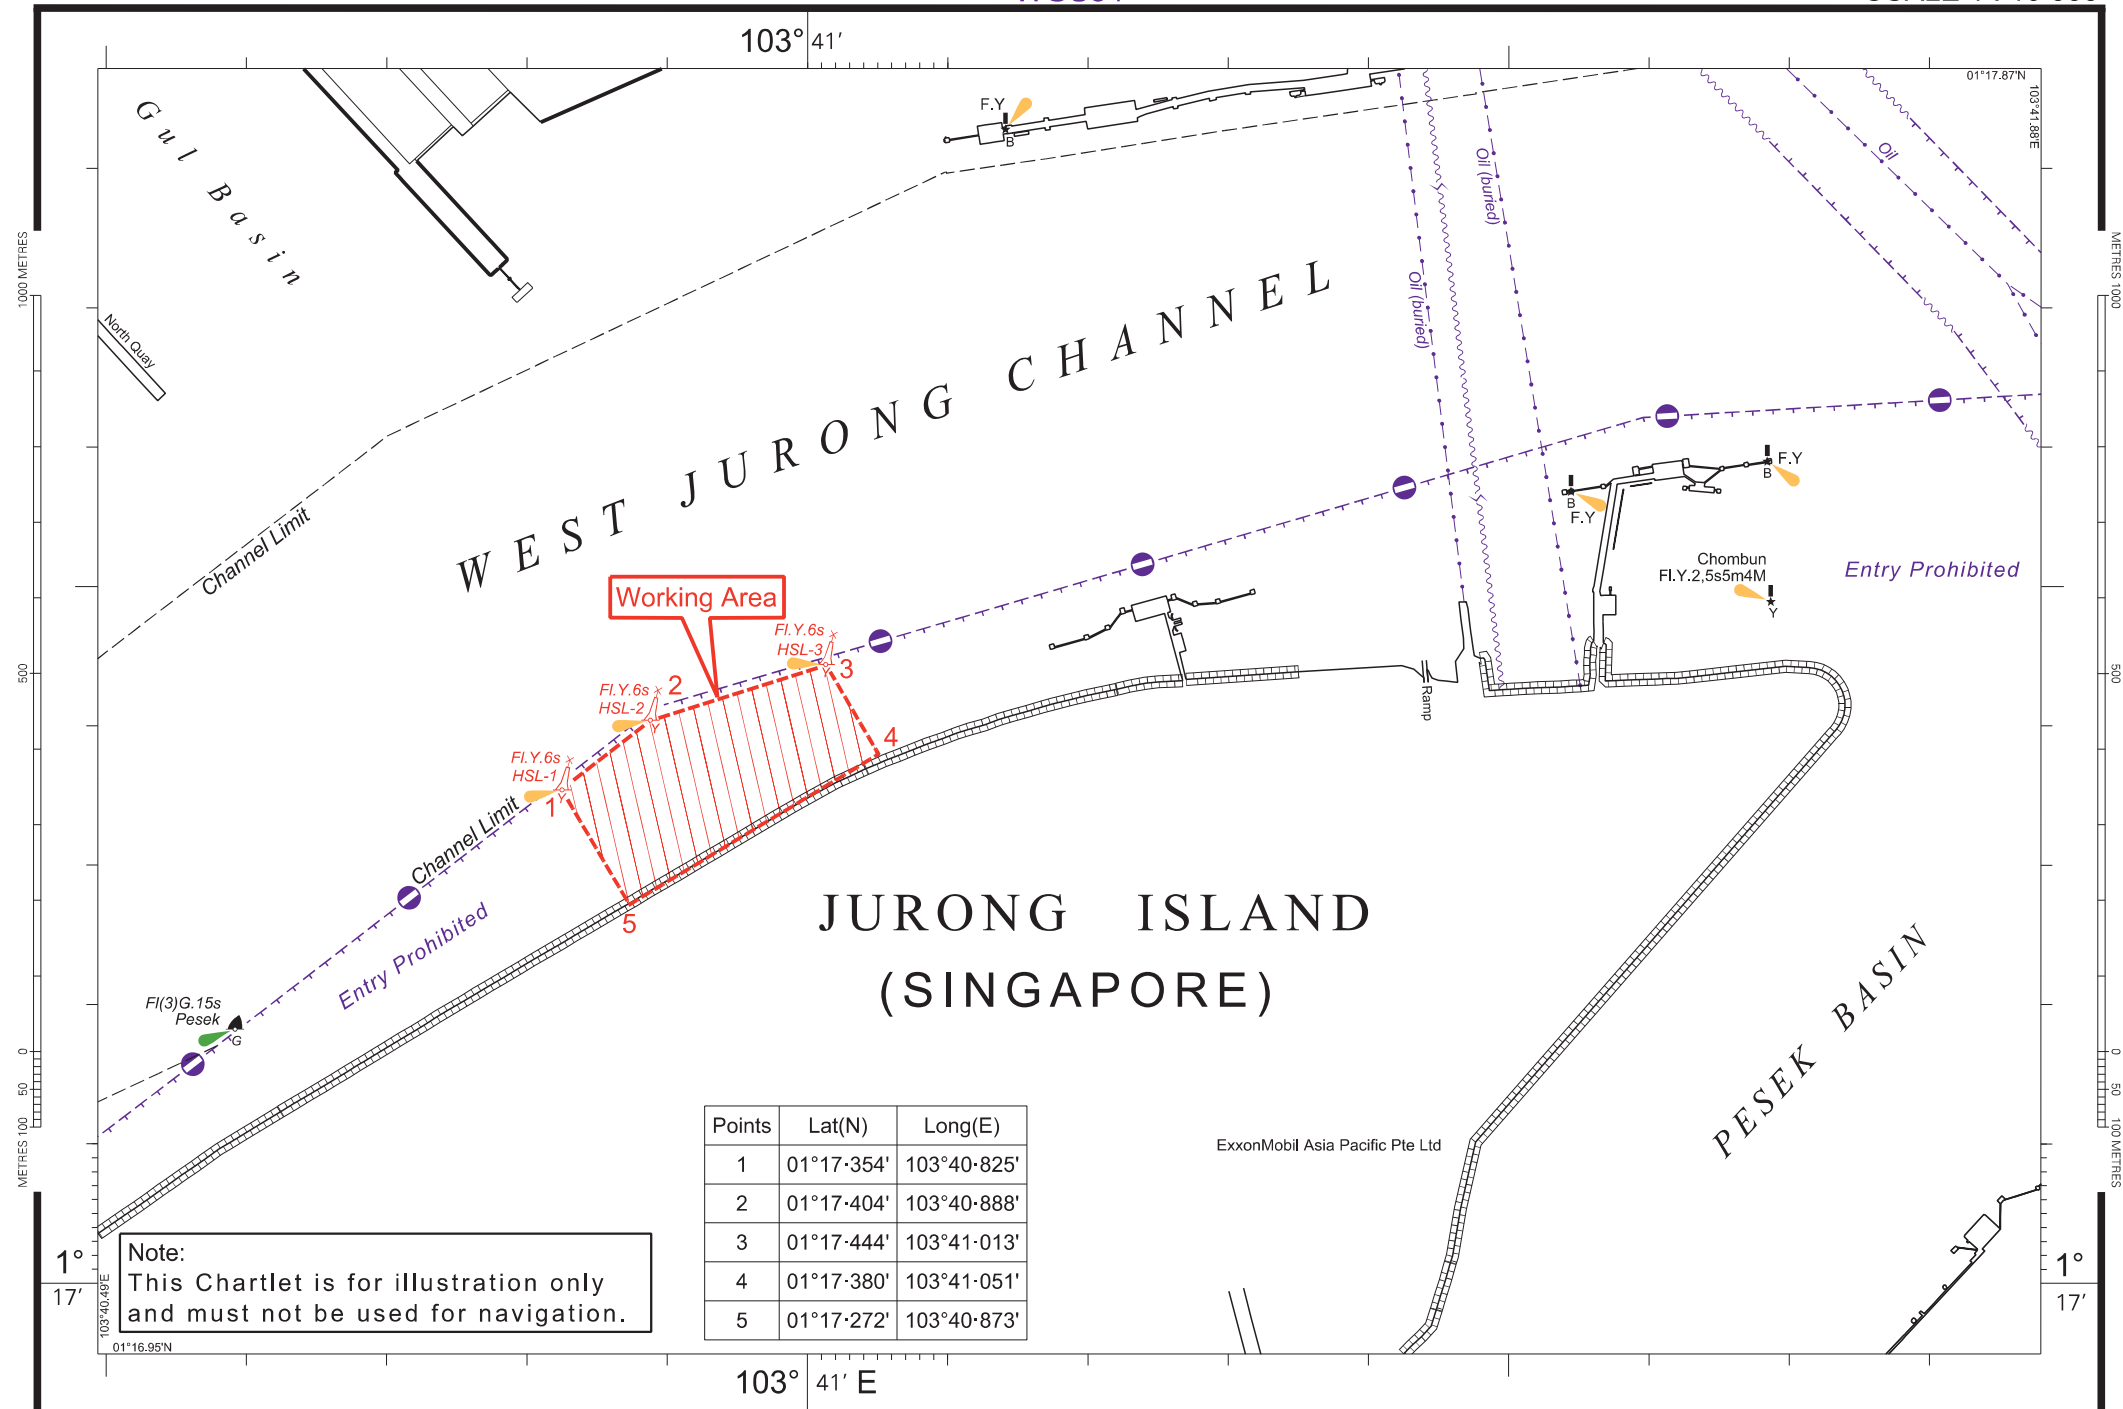 103° 41′
01°17.87'N
103°41.88'E
Gul Basin
F.Y
B
Oil (buried)
Oil (buried)
Oil
1000 METRES
METRES 1000
North Quay
WEST JURONG CHANNEL
Channel Limit
F.Y
B
B
F.Y
Chombun
Fl.Y.2,5s5m4M
Y
Entry Prohibited
Working Area
Fl.Y.6s
HSL-3
3
Y
Fl.Y.6s
HSL-2
2
Y
Fl.Y.6s
HSL-1
1
Y
4
5
500
500
Ramp
Channel Limit
Entry Prohibited
JURONG ISLAND
(SINGAPORE)
Fl(3)G.15s
Pesek
G
PESEK BASIN
ExxonMobil Asia Pacific Pte Ltd
0
50
METRES 100
0
50
100 METRES
Points Lat(N) Long(E)
1 01°17·354' 103°40·825'
2 01°17·404' 103°40·888'
3 01°17·444' 103°41·013'
4 01°17·380' 103°41·051'
5 01°17·272' 103°40·873'
Note:
This Chartlet is for illustration only
and must not be used for navigation.
1°
17′
1°
17′
103°40.49'E
01°16.95'N
103° 41′ E